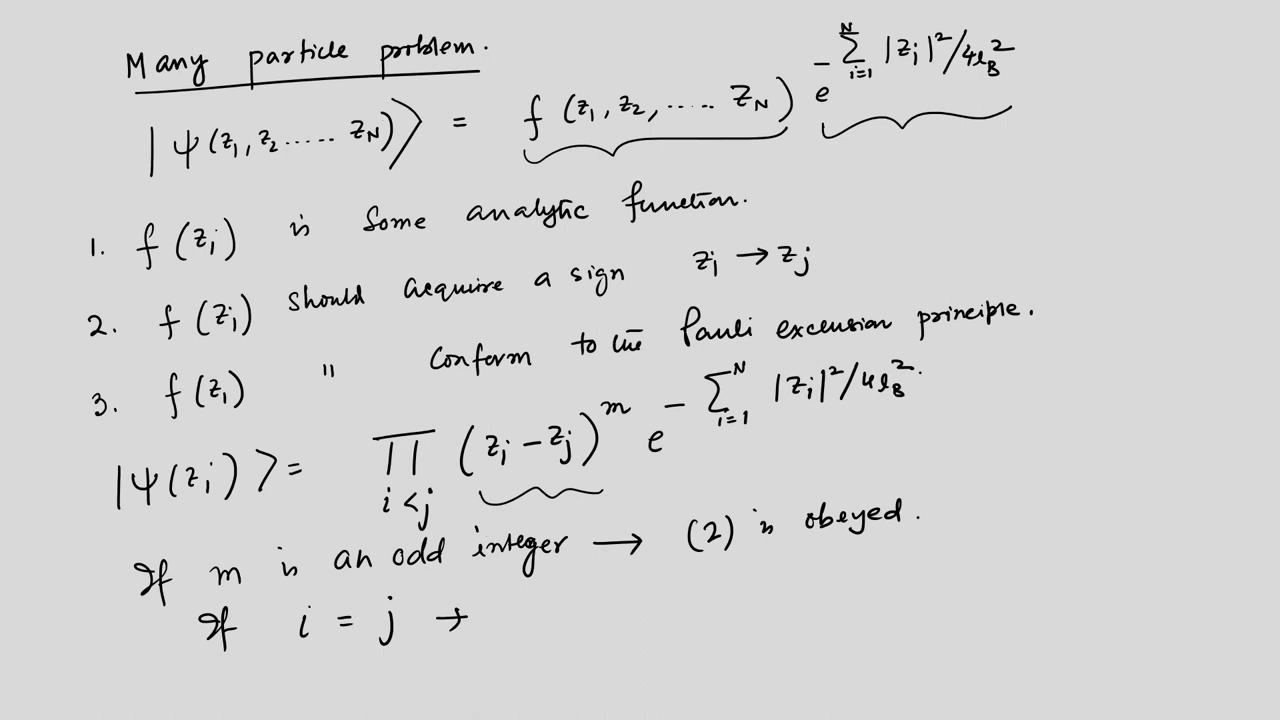 Many particle problem.
|ψ(z₁, z₂ ..... z_N)⟩ = f (z₁, z₂, ..... z_N) e^{-∑_{i=1}^{N} |z_i|²/4l_B²}
1. f(z_i) is some analytic function.
2. f(z_i) should acquire a sign z_i → z_j
3. f(z_i) " conform to the Pauli exclusion principle.
|ψ(z_i)⟩ = ∏_{i<j} (z_i - z_j)^m e^{-∑_{i=1}^{N} |z_i|²/4l_B²}.
If m is an odd integer → (2) is obeyed.
If i = j →